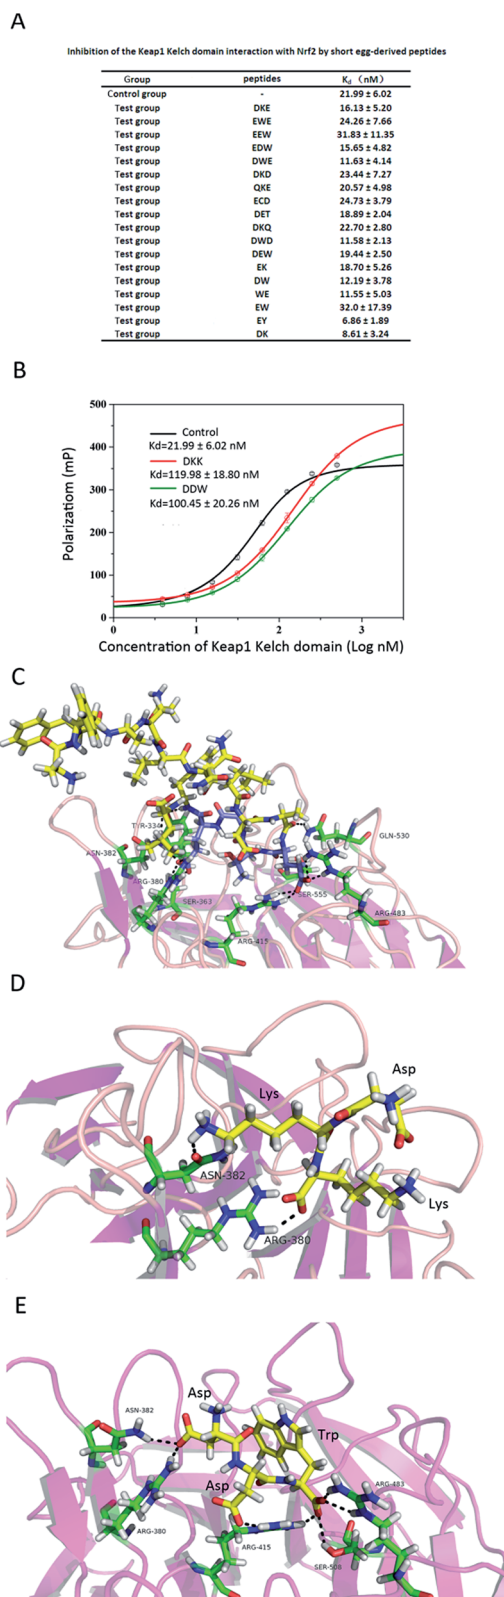 A
Inhibition of the Keap1 Kelch domain interaction with Nrf2 by short egg-derived peptides
Group peptides Kd (nM)
Control group - 21.99 ± 6.02
Test group DKE 16.13 ± 5.20
Test group EWE 24.26 ± 7.66
Test group EEW 31.83 ± 11.35
Test group EDW 15.65 ± 4.82
Test group DWE 11.63 ± 4.14
Test group DKD 23.44 ± 7.27
Test group QKE 20.57 ± 4.98
Test group ECD 24.73 ± 3.79
Test group DET 18.89 ± 2.04
Test group DKQ 22.70 ± 2.80
Test group DWD 11.58 ± 2.13
Test group DEW 19.44 ± 2.50
Test group EK 18.70 ± 5.26
Test group DW 12.19 ± 3.78
Test group WE 11.55 ± 5.03
Test group EW 32.0 ± 17.39
Test group EY 6.86 ± 1.89
Test group DK 8.61 ± 3.24
B
500
400
300
200
100
0
Polarizatiom (mP)
Control
Kd=21.99 ± 6.02 nM
DKK
Kd=119.98 ± 18.80 nM
DDW
Kd=100.45 ± 20.26 nM
0 1 2 3
Concentration of Keap1 Kelch domain (Log nM)
C
TYR-334
GLN-530
ASN-382
ARG-380
SER-363
SER-555
ARG-483
ARG-415
D
Asp
Lys
ASN-382
Lys
ARG-380
E
ASN-382
Asp
Trp
ARG-483
Asp
ARG-380
ARG-415
SER-508